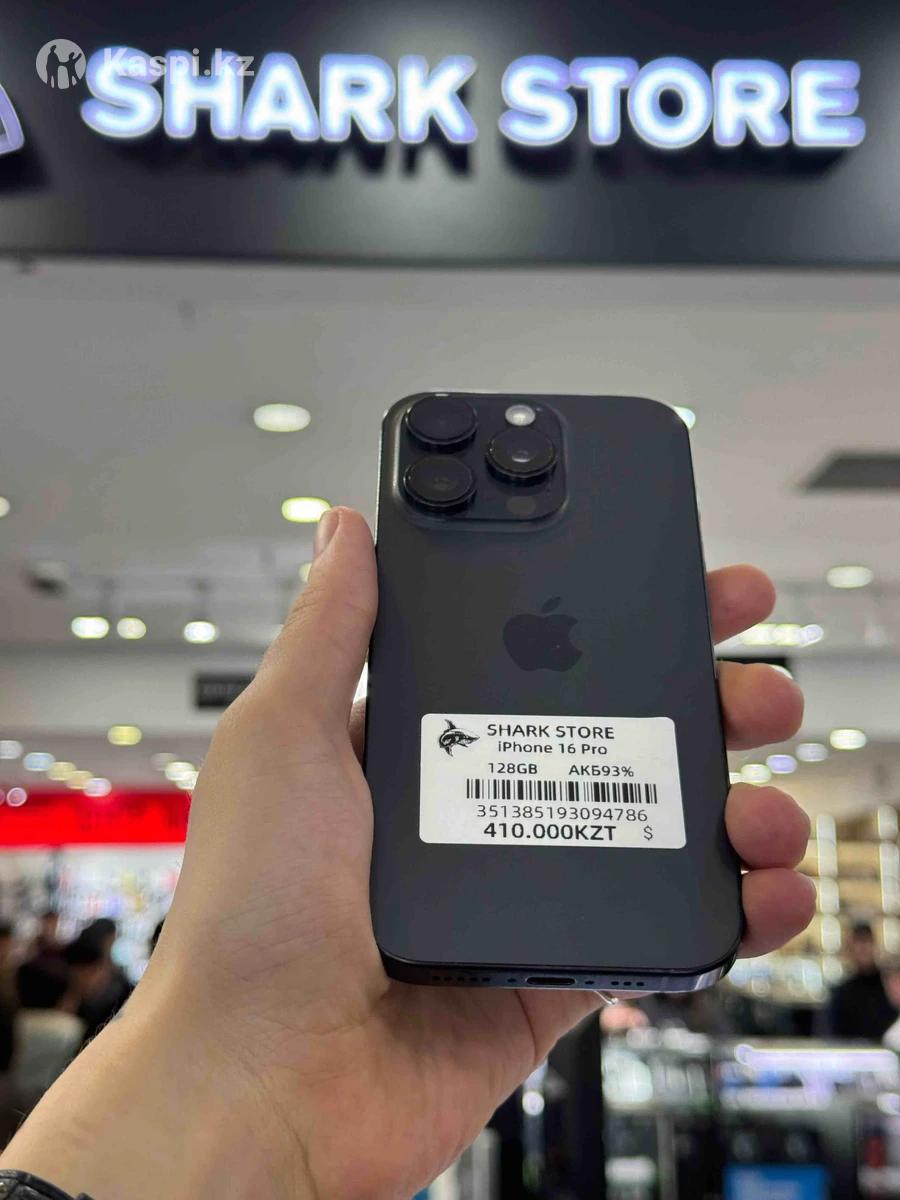 Kaspi.kz
SHARK STORE
SHARK STORE
iPhone 16 Pro
128GB АКБ93%
351385193094786
410.000KZT $